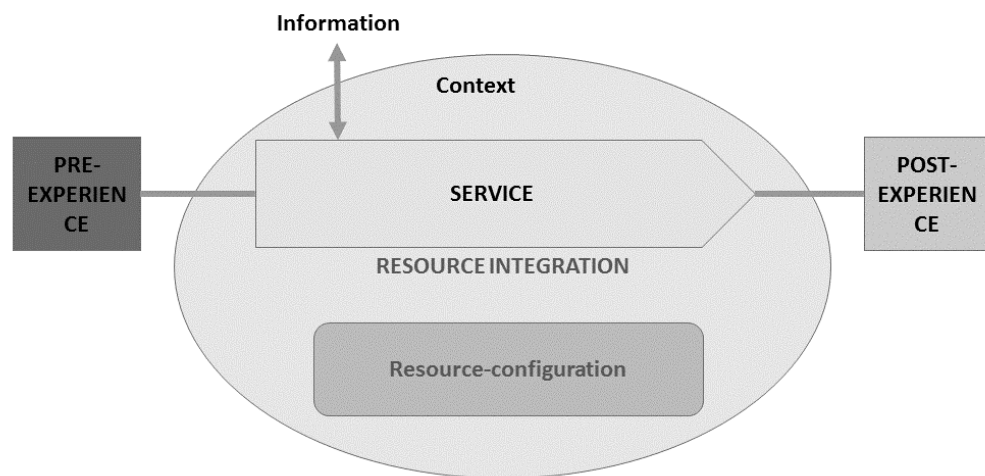 Information
Context
PRE-
EXPERIEN
CE
SERVICE
POST-
EXPERIEN
CE
RESOURCE INTEGRATION
Resource-configuration